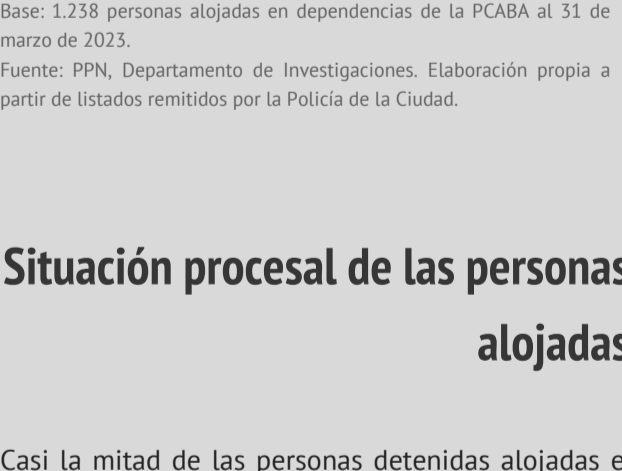 Base: 1.238 personas alojadas en dependencias de la PCABA al 31 de
marzo de 2023.
Fuente: PPN, Departamento de Investigaciones. Elaboración propia a
partir de listados remitidos por la Policía de la Ciudad.
Situación procesal de las personas
alojadas
Casi la mitad de las personas detenidas alojadas e